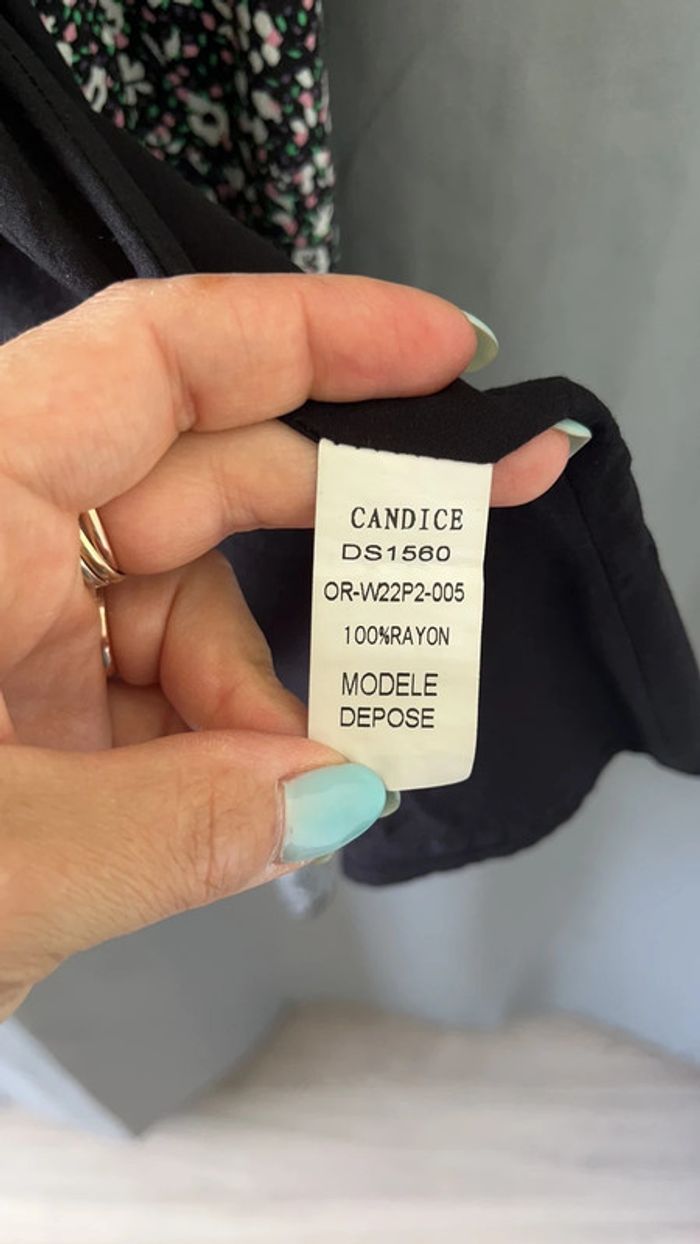 CANDICE
DS1560
OR-W22P2-005
100%RAYON
MODELE
DEPOSE